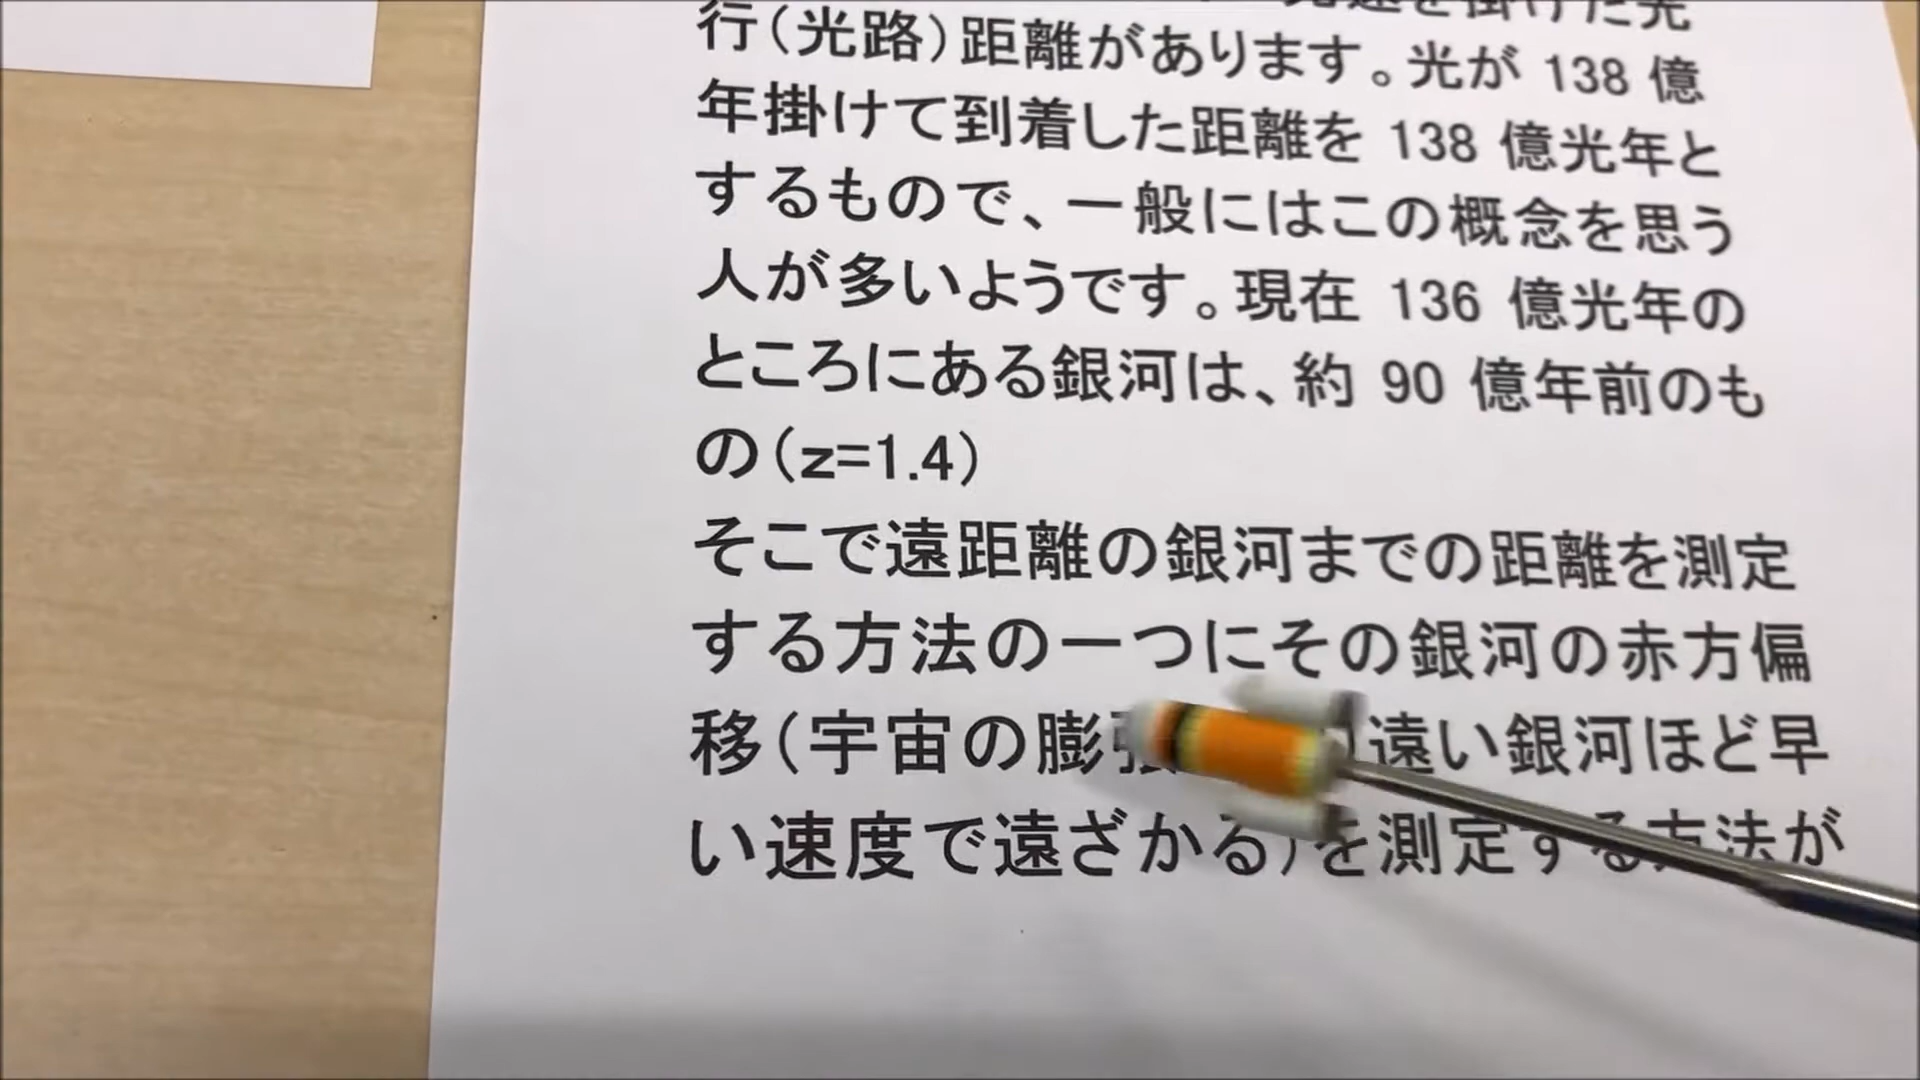 を掛けた光
行(光路)距離があります。光が 138 億
年掛けて到着した距離を 138 億光年と
するもので、一般にはこの概念を思う
人が多いようです。現在 136 億光年の
ところにある銀河は、約 90 億年前のも
の(z=1.4)
そこで遠距離の銀河までの距離を測定
する方法の一つにその銀河の赤方偏
移(宇宙の膨張 遠い銀河ほど早
い速度で遠ざかる)を測定する方法が